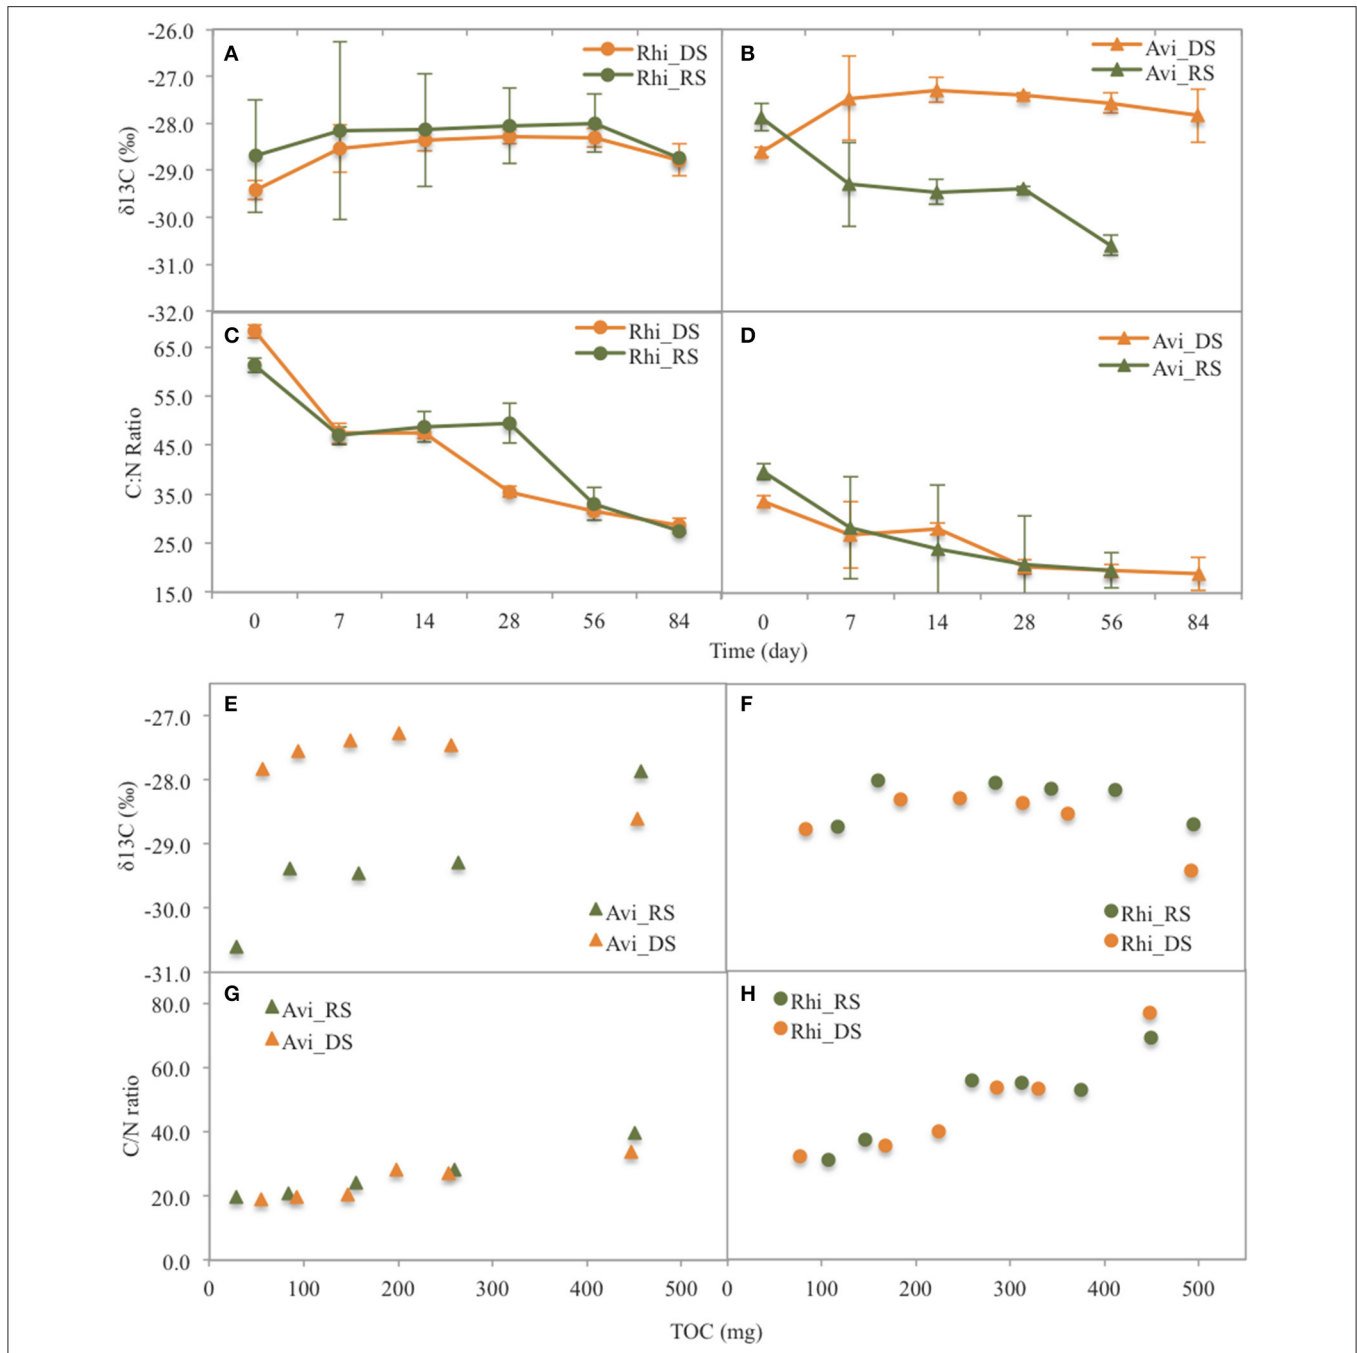 A
Rhi_DS
Rhi_RS
B
Avi_DS
Avi_RS
-26.0
-27.0
-28.0
-29.0
-30.0
-31.0
-32.0
δ13C (‰)
C
Rhi_DS
Rhi_RS
D
Avi_DS
Avi_RS
65.0
55.0
45.0
35.0
25.0
15.0
C:N Ratio
0 7 14 28 56 84
0 7 14 28 56 84
Time (day)
E
F
-27.0
-28.0
-29.0
-30.0
-31.0
δ13C (‰)
Avi_RS
Avi_DS
Rhi_RS
Rhi_DS
G
Avi_RS
Avi_DS
H
Rhi_RS
Rhi_DS
80.0
60.0
40.0
20.0
0.0
C/N ratio
0 100 200 300 400 500
0 100 200 300 400 500
TOC (mg)